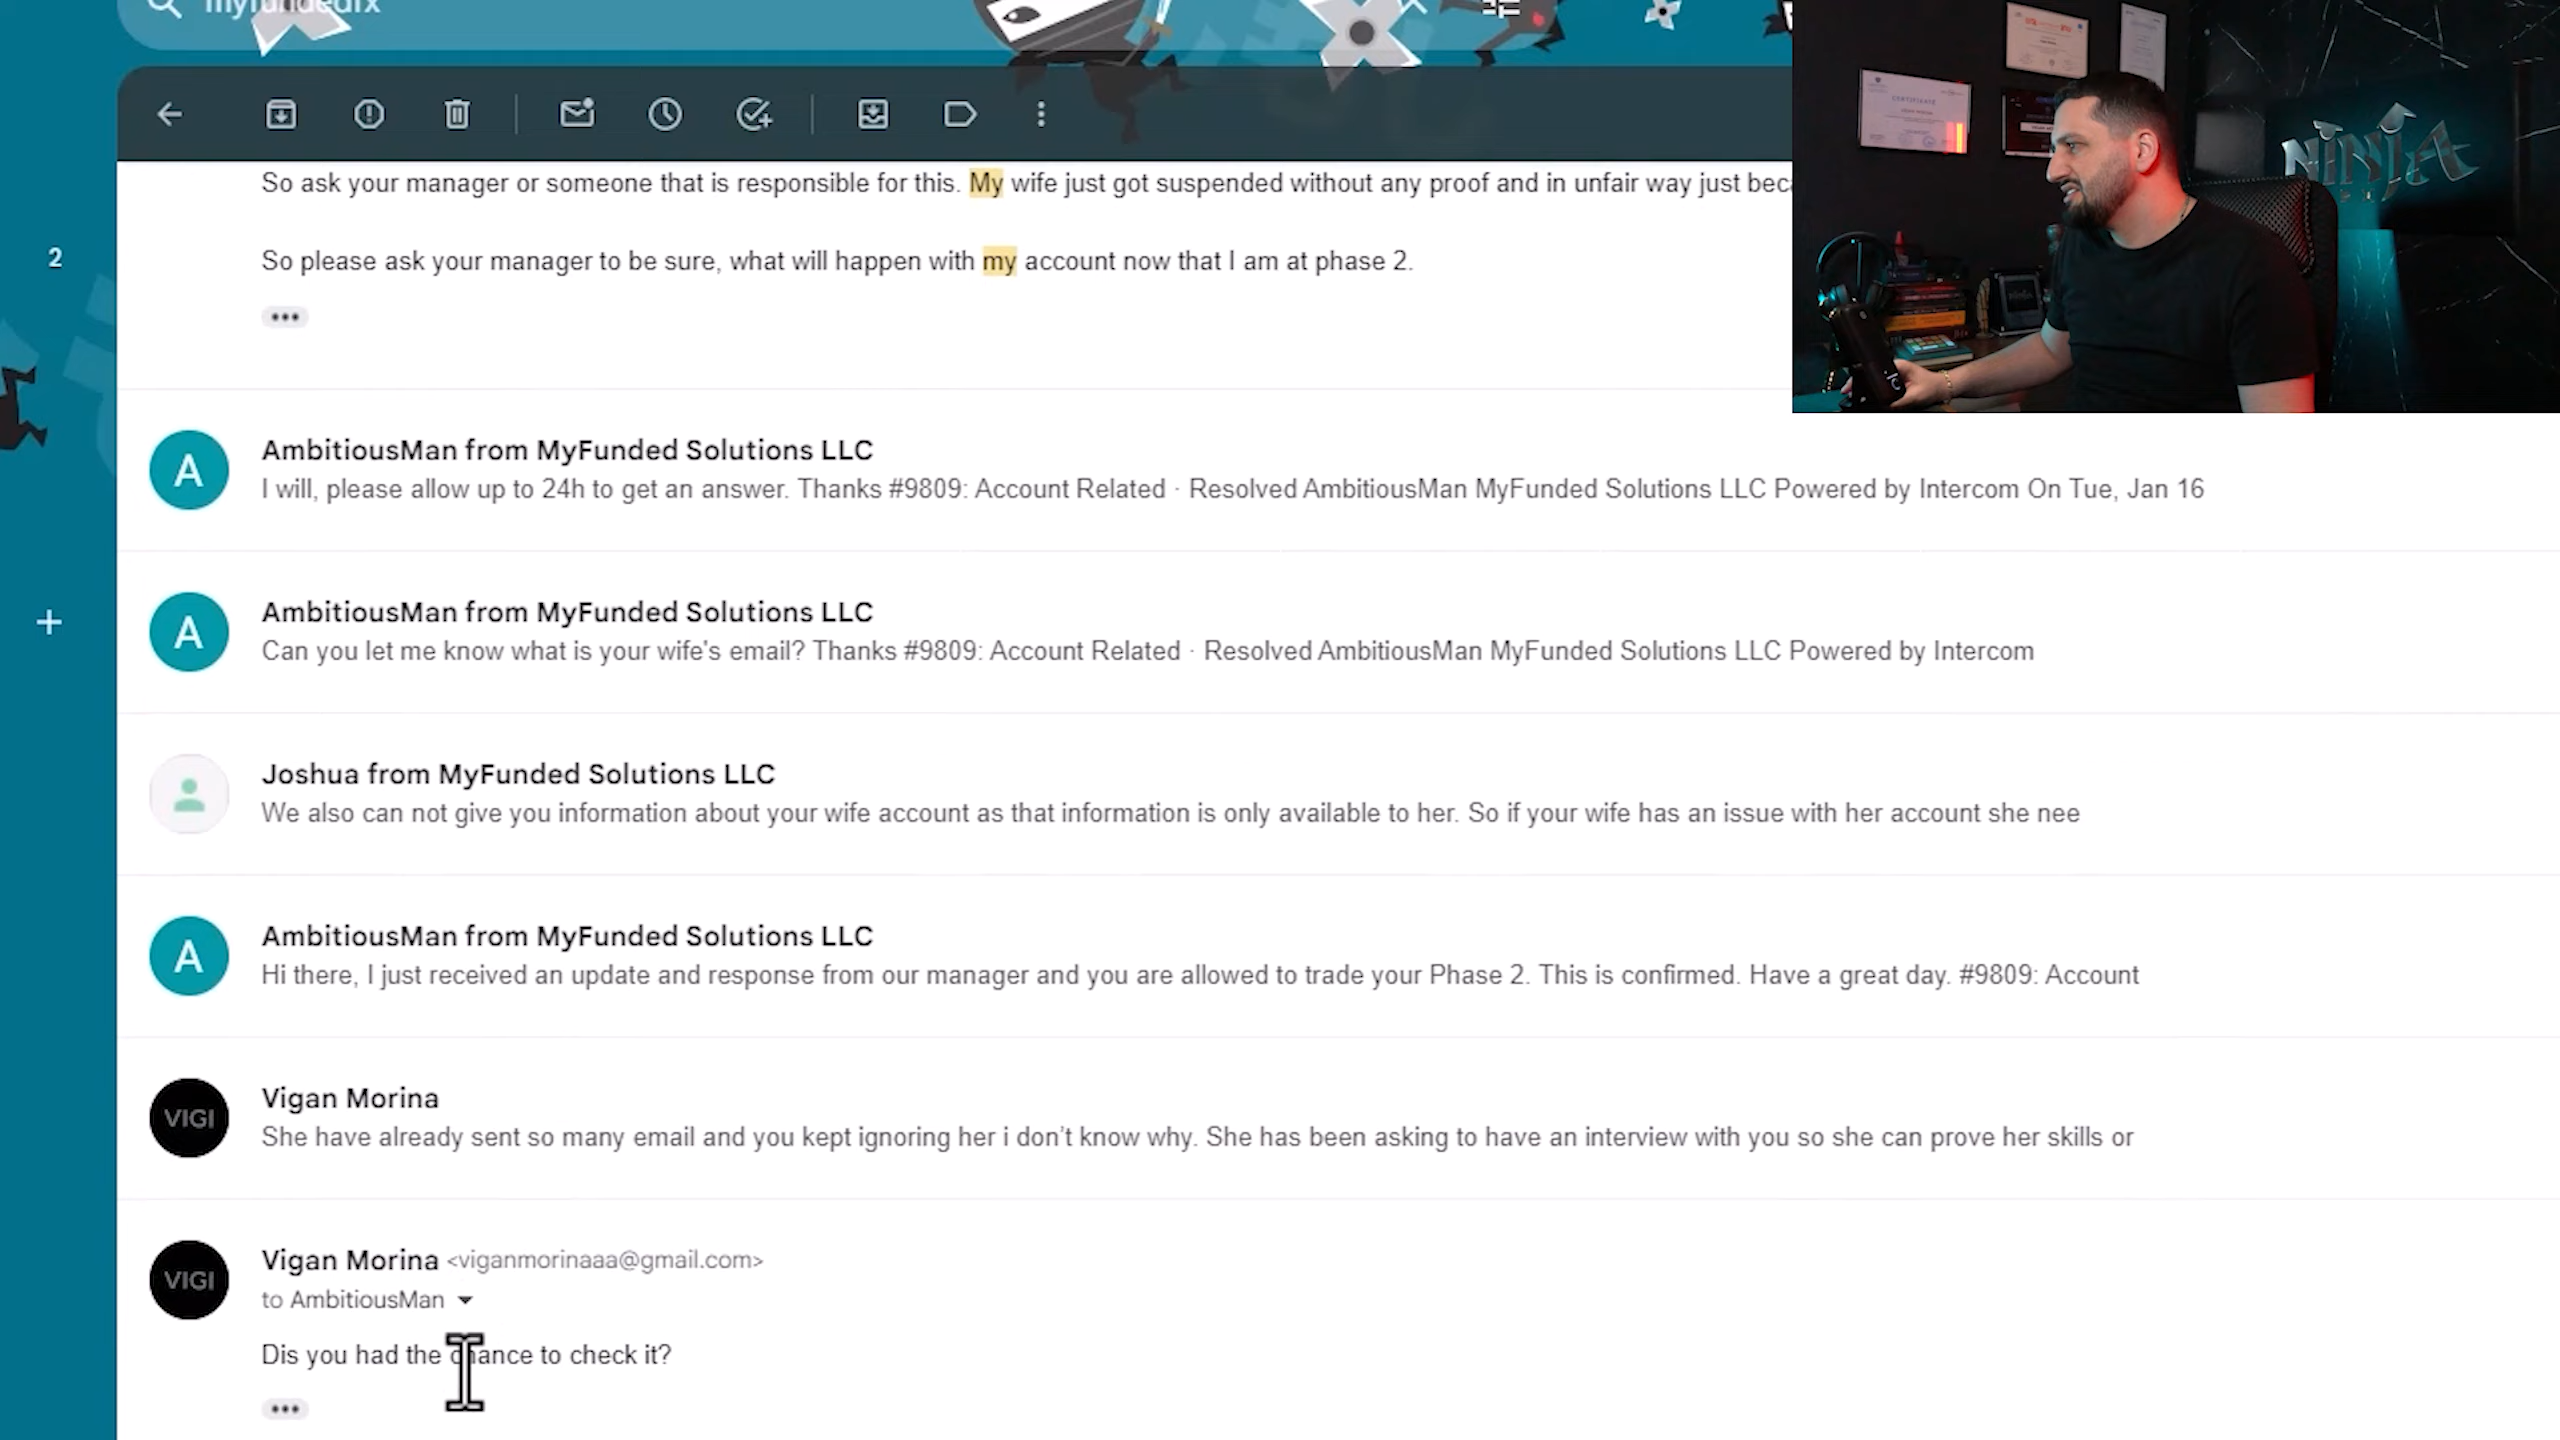 myfundedfx
So ask your manager or someone that is responsible for this. My wife just got suspended without any proof and in unfair way just
So please ask your manager to be sure, what will happen with my account now that I am at phase 2.
2
AmbitiousMan from MyFunded Solutions LLC
I will, please allow up to 24h to get an answer. Thanks #9809: Account Related · Resolved AmbitiousMan MyFunded Solutions LLC Powered by Intercom On Tue, Jan 16
A
AmbitiousMan from MyFunded Solutions LLC
Can you let me know what is your wife's email? Thanks #9809: Account Related · Resolved AmbitiousMan MyFunded Solutions LLC Powered by Intercom
A
Joshua from MyFunded Solutions LLC
We also can not give you information about your wife account as that information is only available to her. So if your wife has an issue with her account she nee
AmbitiousMan from MyFunded Solutions LLC
Hi there, I just received an update and response from our manager and you are allowed to trade your Phase 2. This is confirmed. Have a great day. #9809: Account
A
Vigan Morina
She have already sent so many email and you kept ignoring her i don't know why. She has been asking to have an interview with you so she can prove her skills or
VIGI
Vigan Morina <viganmorinaaa@gmail.com>
to AmbitiousMan
VIGI
Dis you had the chance to check it?
NINJA
CERTIFICATE